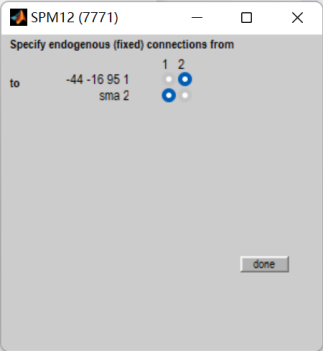 SPM12 (7771)
Specify endogenous (fixed) connections from
1 2
to
-44 -16 95 1
sma 2
done